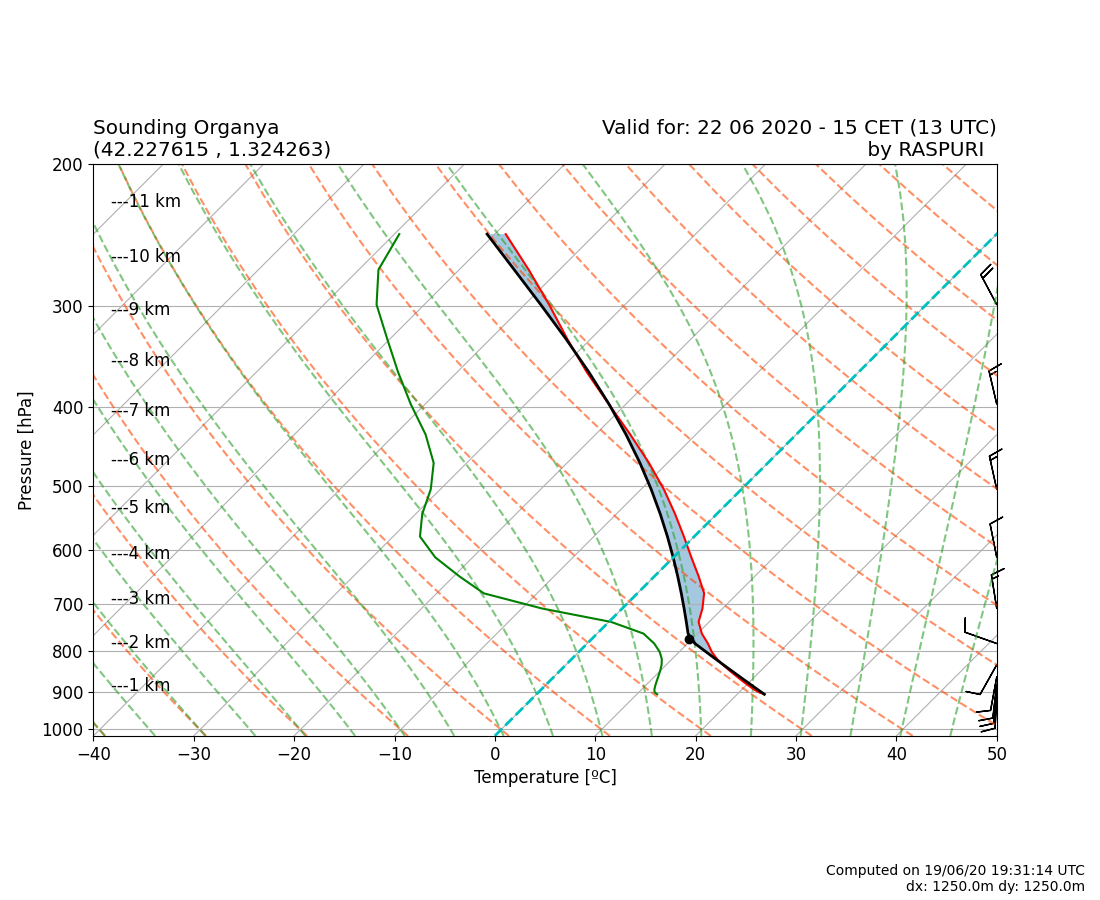 Sounding Organya
(42.227615 , 1.324263)
Valid for: 22 06 2020 - 15 CET (13 UTC)
by RASPURI
200
300
400
500
600
700
800
900
1000
Pressure [hPa]
---11 km
---10 km
---9 km
---8 km
---7 km
---6 km
---5 km
---4 km
---3 km
---2 km
---1 km
−40 −30 −20 −10 0 10 20 30 40 50
Temperature [ºC]
Computed on 19/06/20 19:31:14 UTC
dx: 1250.0m dy: 1250.0m